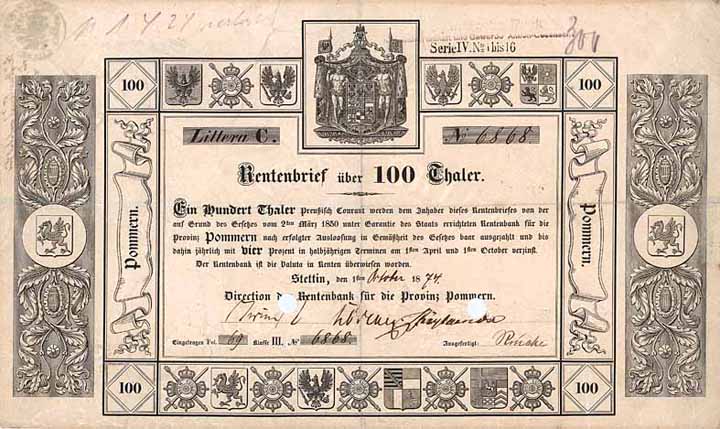 Serie IV. No 1 bis 16
100
100
Littera C.
No 6868
Rentenbrief über 100 Thaler.
Ein Hundert Thaler Preußisch Courant werden dem Inhaber dieses Rentenbriefes von der
auf Grund des Gesetzes vom 2ten März 1850 unter Garantie des Staats errichteten Rentenbank für die
Provinz Pommern nach erfolgter Ausloosung in Gemäßheit des Gesetzes baar ausgezahlt und bis
dahin jährlich mit vier Prozent in halbjährigen Terminen am 1sten April und 1sten October verzinst.
Der Rentenbank ist die Valuta in Renten überwiesen worden.
Stettin, den 1ten October 1874.
Direction der Rentenbank für die Provinz Pommern.
Eingetragen Fol. 69 Klasse III. No 6868.
Ausgefertigt:
Pommern.
Pommern.
100
100